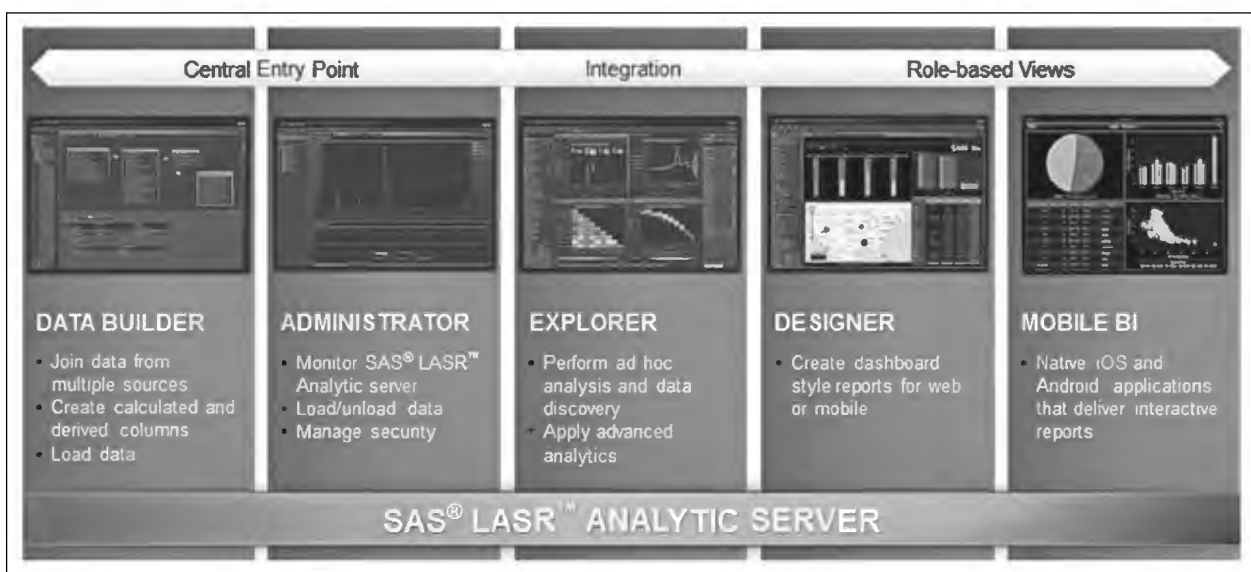 Central Entry Point
Integration
Role-based Views
DATA BUILDER
• Join data from
multiple sources
• Create calculated and
derived columns
• Load data
ADMINISTRATOR
• Monitor SAS® LASR™
Analytic server
• Load/unload data
• Manage security
EXPLORER
• Perform ad hoc
analysis and data
discovery
• Apply advanced
analytics
DESIGNER
• Create dashboard
style reports for web
or mobile
MOBILE BI
• Native iOS and
Android applications
that deliver interactive
reports
SAS® LASR™ ANALYTIC SERVER